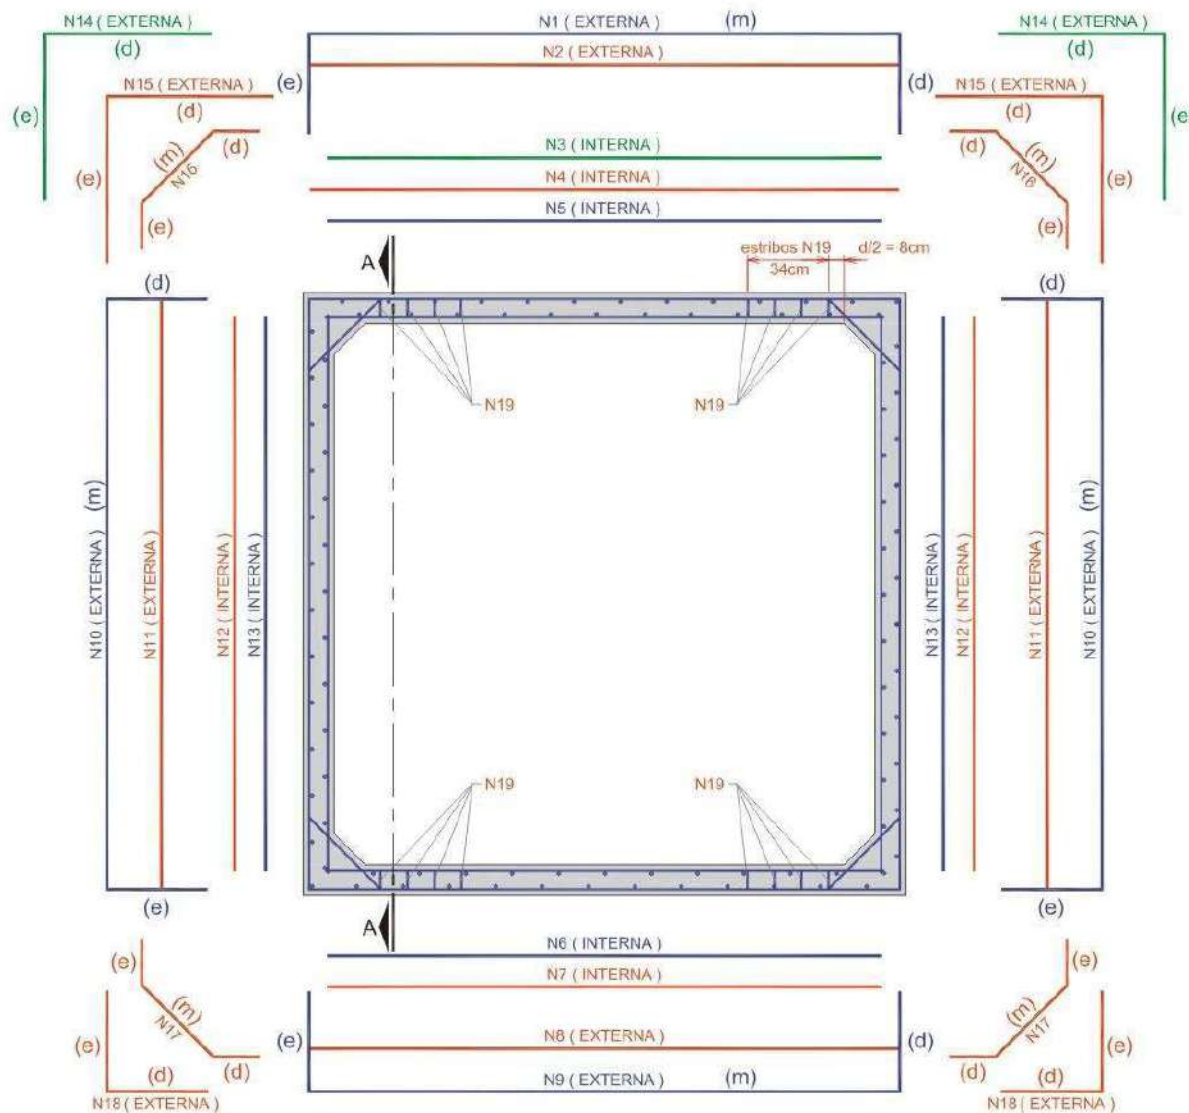 N14 ( EXTERNA )
N1 ( EXTERNA )
(m)
N14 ( EXTERNA )
(d)
(d)
N2 ( EXTERNA )
N15 ( EXTERNA )
(e)
(d)
N15 ( EXTERNA )
(d)
(d)
(e)
(e
(m)
N16
(d)
N3 ( INTERNA )
(d)
(m)
N16
(e)
N4 ( INTERNA )
(e)
(e)
N5 ( INTERNA )
(e)
A
estribos N19
d/2 = 8cm
34cm
(d)
(d)
N19
N19
N10 ( EXTERNA )
(m)
N11 ( EXTERNA )
N12 ( INTERNA )
N13 ( INTERNA )
N13 ( INTERNA )
N12 ( INTERNA )
N11 ( EXTERNA )
N10 ( EXTERNA )
(m)
N19
N19
(e)
(e)
A
N6 ( INTERNA )
(e)
(e)
N7 ( INTERNA )
(m)
N17
(m)
N17
(e)
(e)
N8 ( EXTERNA )
(d)
(e)
(d)
(d)
(d)
(d)
N9 ( EXTERNA )
(m)
N18 ( EXTERNA )
N18 ( EXTERNA )